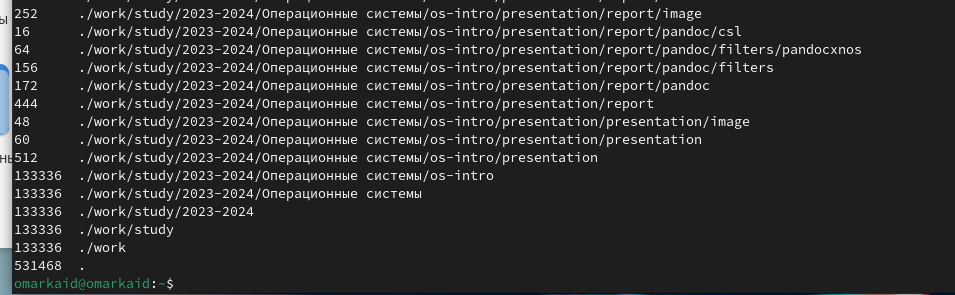 252 ./work/study/2023-2024/Операционные системы/os-intro/presentation/report/image
16 ./work/study/2023-2024/Операционные системы/os-intro/presentation/report/pandoc/csl
64 ./work/study/2023-2024/Операционные системы/os-intro/presentation/report/pandoc/filters/pandocxnos
156 ./work/study/2023-2024/Операционные системы/os-intro/presentation/report/pandoc/filters
172 ./work/study/2023-2024/Операционные системы/os-intro/presentation/report/pandoc
444 ./work/study/2023-2024/Операционные системы/os-intro/presentation/report
48 ./work/study/2023-2024/Операционные системы/os-intro/presentation/presentation/image
60 ./work/study/2023-2024/Операционные системы/os-intro/presentation/presentation
512 ./work/study/2023-2024/Операционные системы/os-intro/presentation
133336 ./work/study/2023-2024/Операционные системы/os-intro
133336 ./work/study/2023-2024/Операционные системы
133336 ./work/study/2023-2024
133336 ./work/study
133336 ./work
531468 .
omarkaid@omarkaid:~$